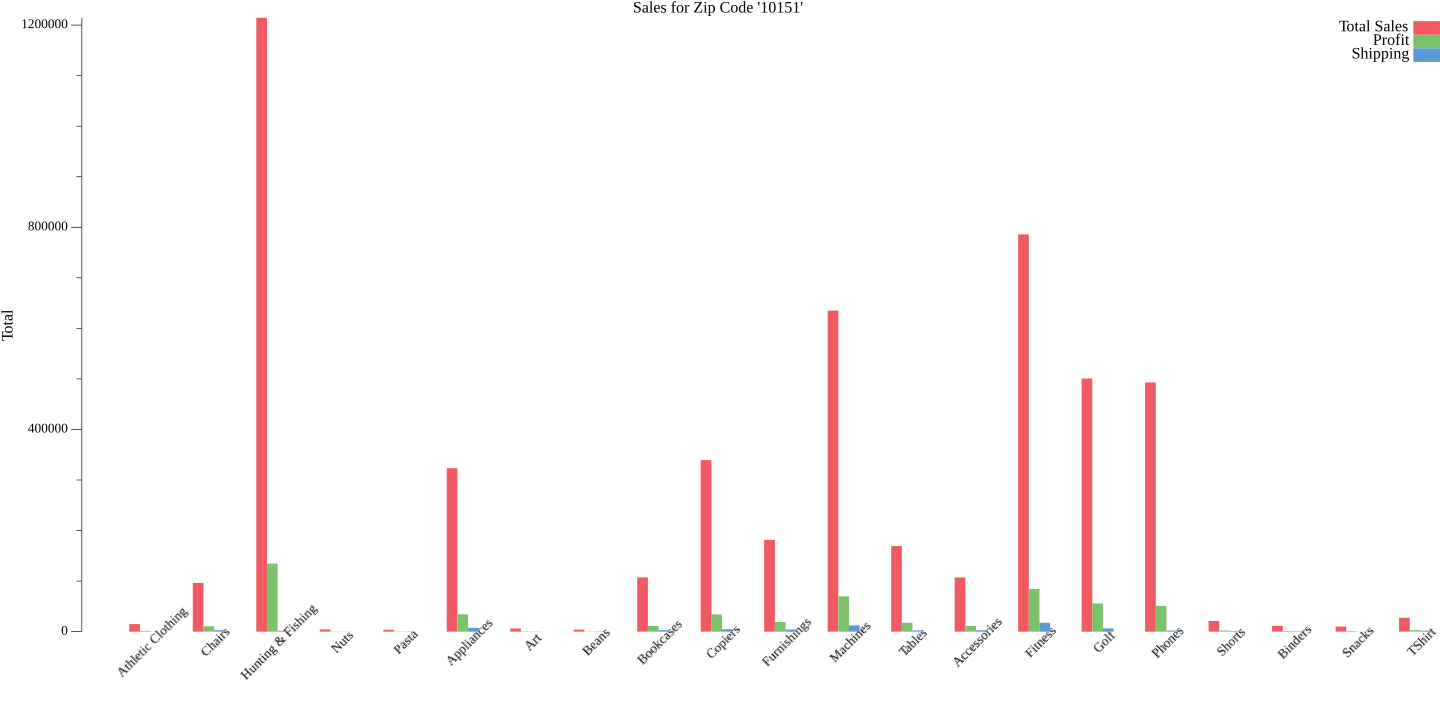 Sales for Zip Code '10151'
Total Sales
Profit
Shipping
Total
1200000
800000
400000
0
Athletic Clothing
Chairs
Hunting & Fishing
Nuts
Pasta
Appliances
Art
Beans
Bookcases
Copiers
Furnishings
Machines
Tables
Accessories
Fitness
Golf
Phones
Shorts
Binders
Snacks
TShirt